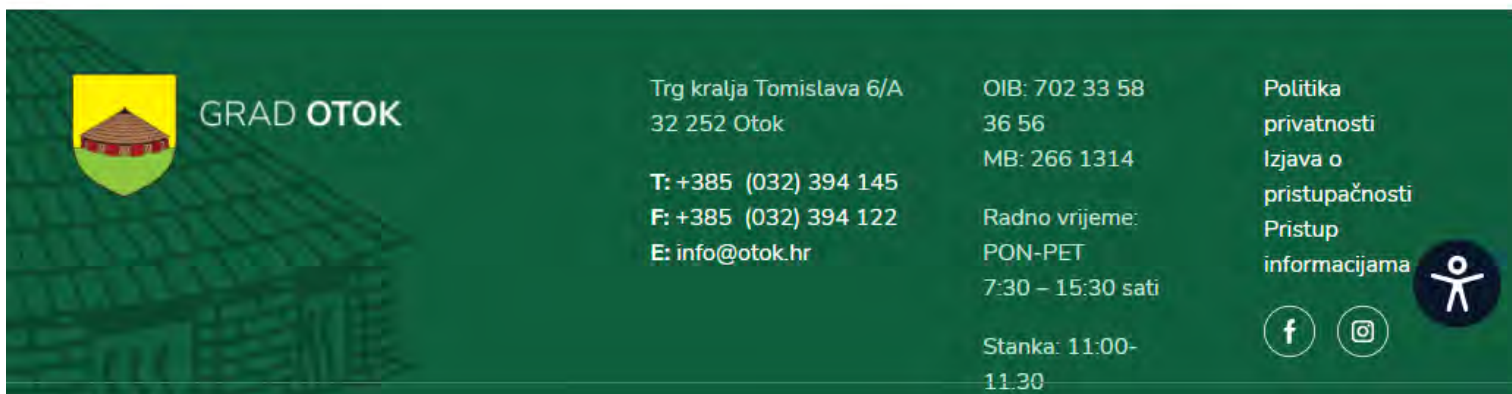 GRAD OTOK
Trg kralja Tomislava 6/A
32 252 Otok
T: +385 (032) 394 145
F: +385 (032) 394 122
E: info@otok.hr
OIB: 702 33 58
36 56
MB: 266 1314
Radno vrijeme:
PON-PET
7:30 – 15:30 sati
Stanka: 11:00-
11.30
Politika
privatnosti
Izjava o
pristupačnosti
Pristup
informacijama